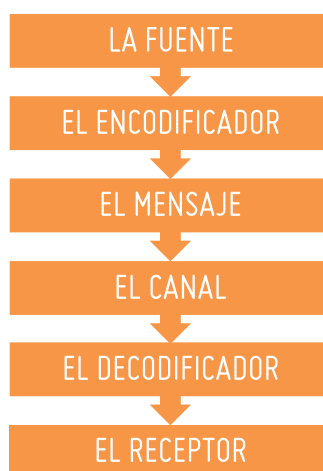 LA FUENTE
EL ENCODIFICADOR
EL MENSAJE
EL CANAL
EL DECODIFICADOR
EL RECEPTOR